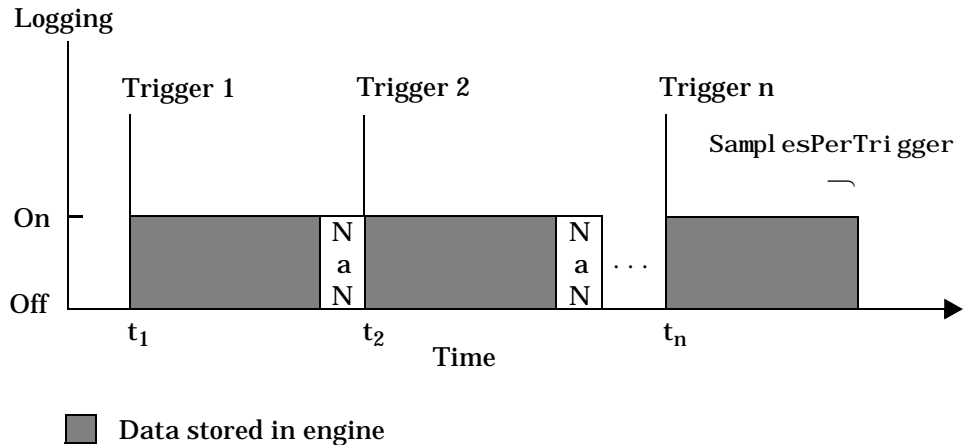 Logging
Trigger 1
Trigger 2
Trigger n
SamplesPerTrigger
On
N
a
N
N
a
N
. . .
Off
t1
t2
tn
Time
Data stored in engine